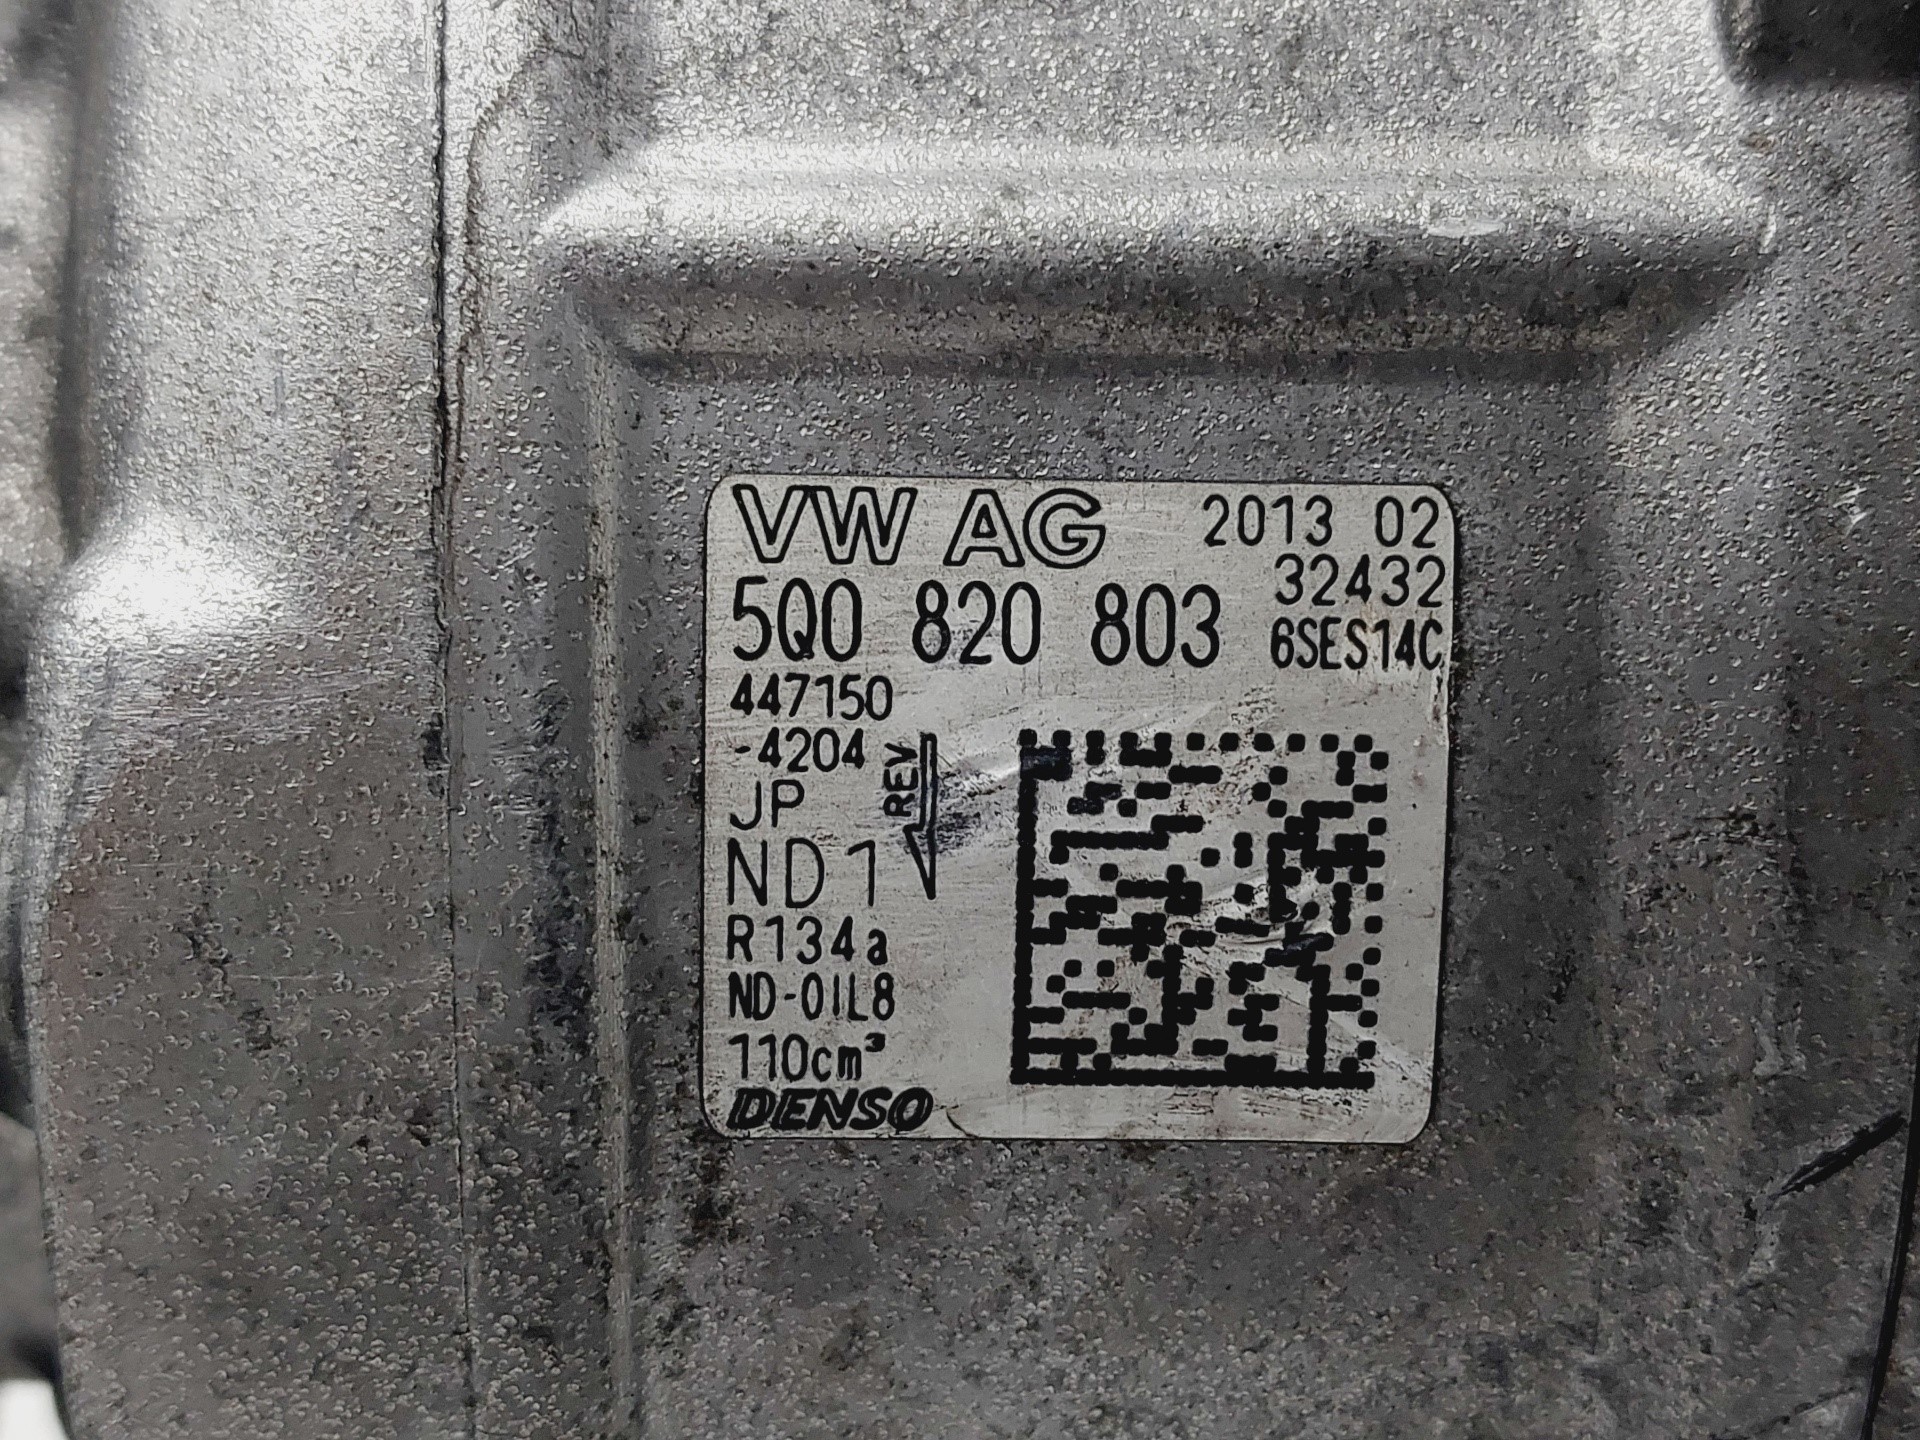 VW AG 2013 02
32432
5Q0 820 803 6SES14C
447150
-4204
REV
JP
ND1
R134a
ND-OIL8
110cm³
DENSO